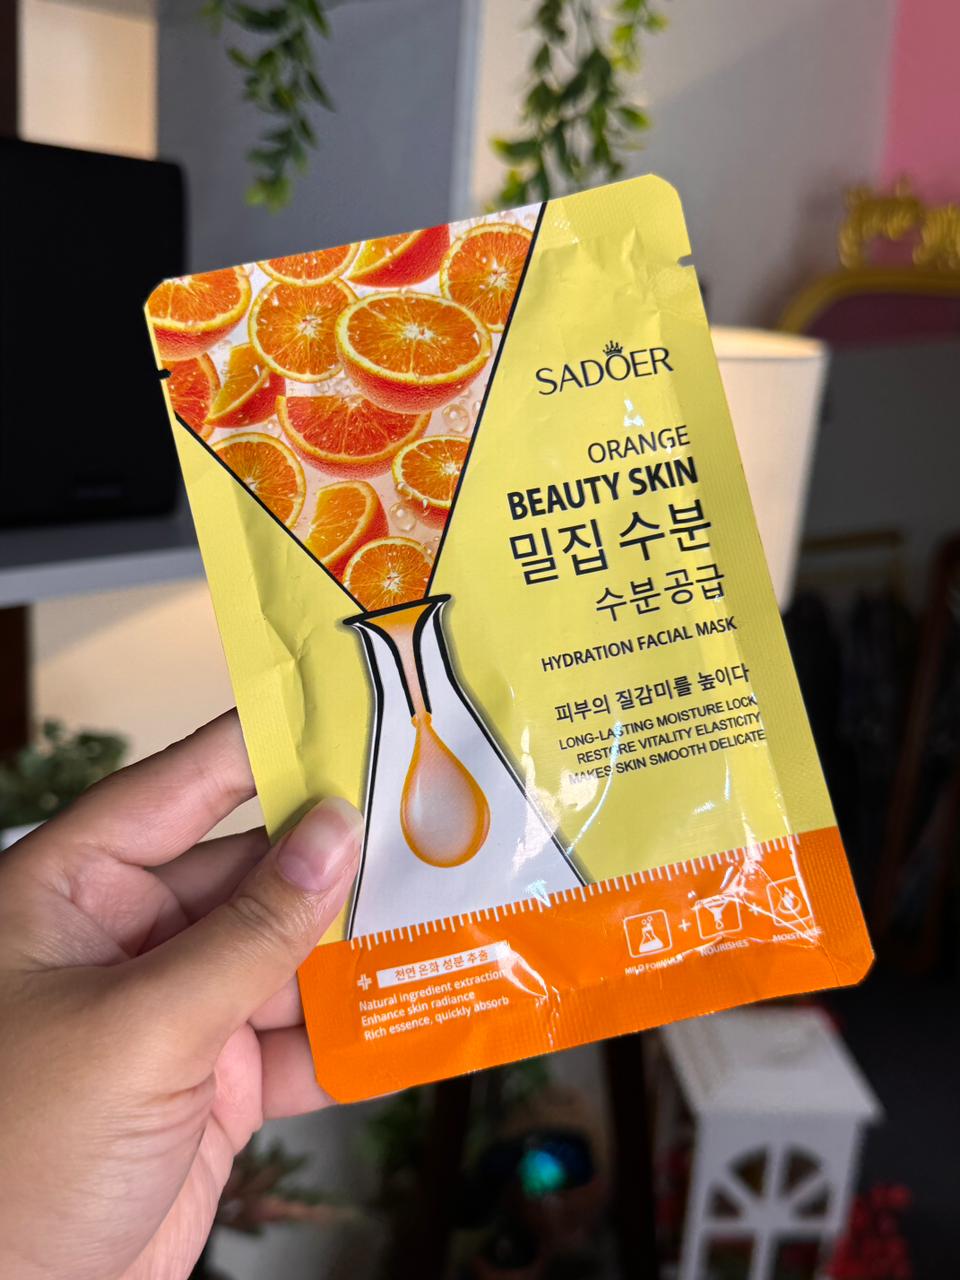 SADOER
ORANGE
BEAUTY SKIN
밀집 수분
수분공급
HYDRATION FACIAL MASK
피부의 질감미를 높이다
LONG-LASTING MOISTURE LOCK
RESTORE VITALITY ELASTICITY
MAKES SKIN SMOOTH DELICATE
+ 천연 온화 성분 추출
Natural ingredient extraction
Enhance skin radiance
Rich essence, quickly absorb
+ +
MILD FORMULA NOURISHES